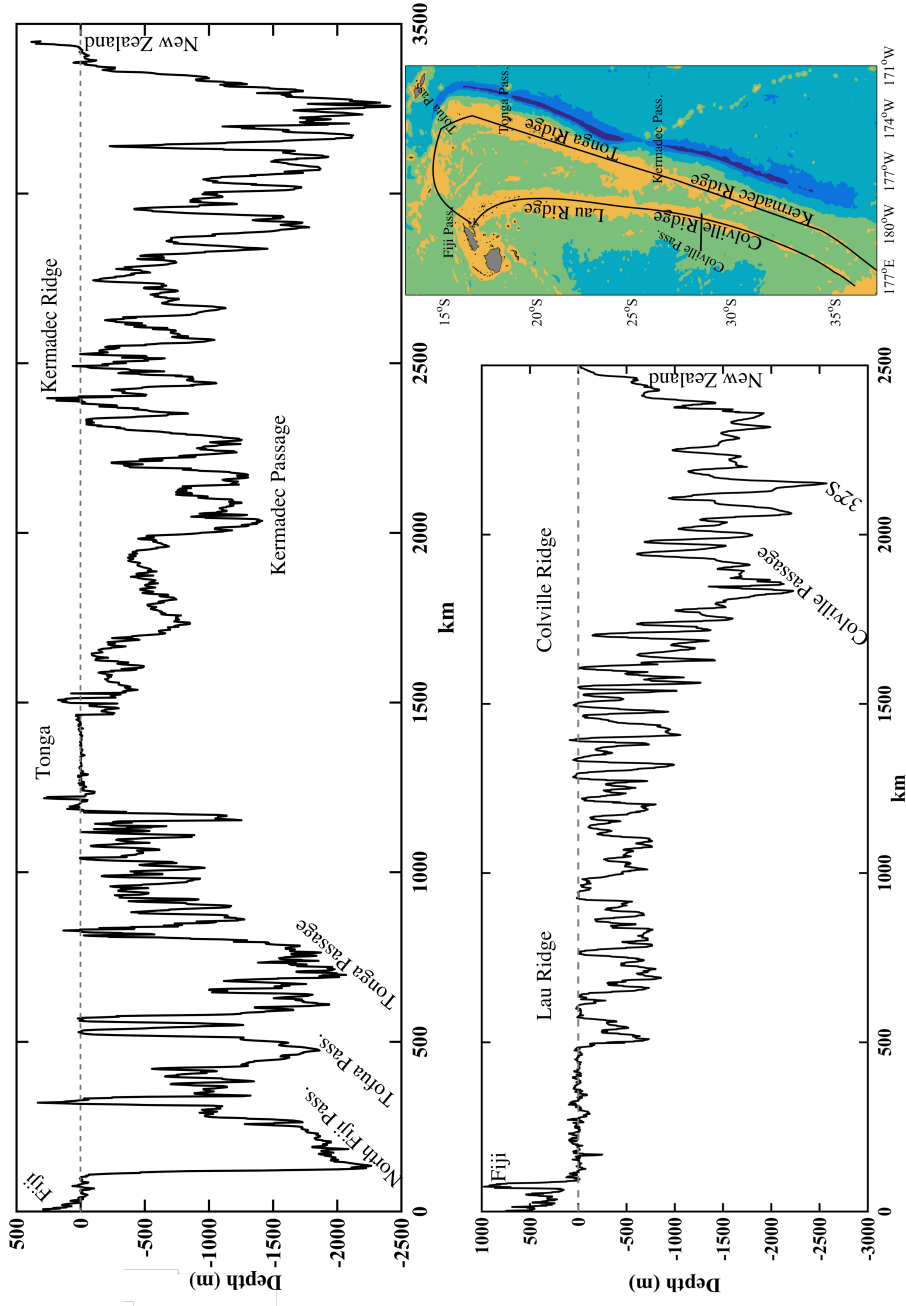 500
0
-500
-1000
-1500
-2000
-2500
Depth (m)
0
500
1000
1500
2000
2500
3500
km
Fiji
North Fiji Pass.
Tofua Pass.
Tonga Passage
Tonga
Kermadec Passage
Kermadec Ridge
New Zealand
1000
500
0
-500
-1000
-1500
-2000
-2500
-3000
Depth (m)
0
500
1000
1500
2000
2500
km
Fiji
Lau Ridge
Colville Ridge
Colville Passage
32°S
New Zealand
15°S
20°S
25°S
30°S
35°S
177°E
180°W
177°W
174°W
171°W
Fiji Pass.
Tofua Pass.
Tonga Pass.
Tonga Ridge
Lau Ridge
Kermadec Pass.
Colville Ridge
Colville Pass.
Kermadec Ridge